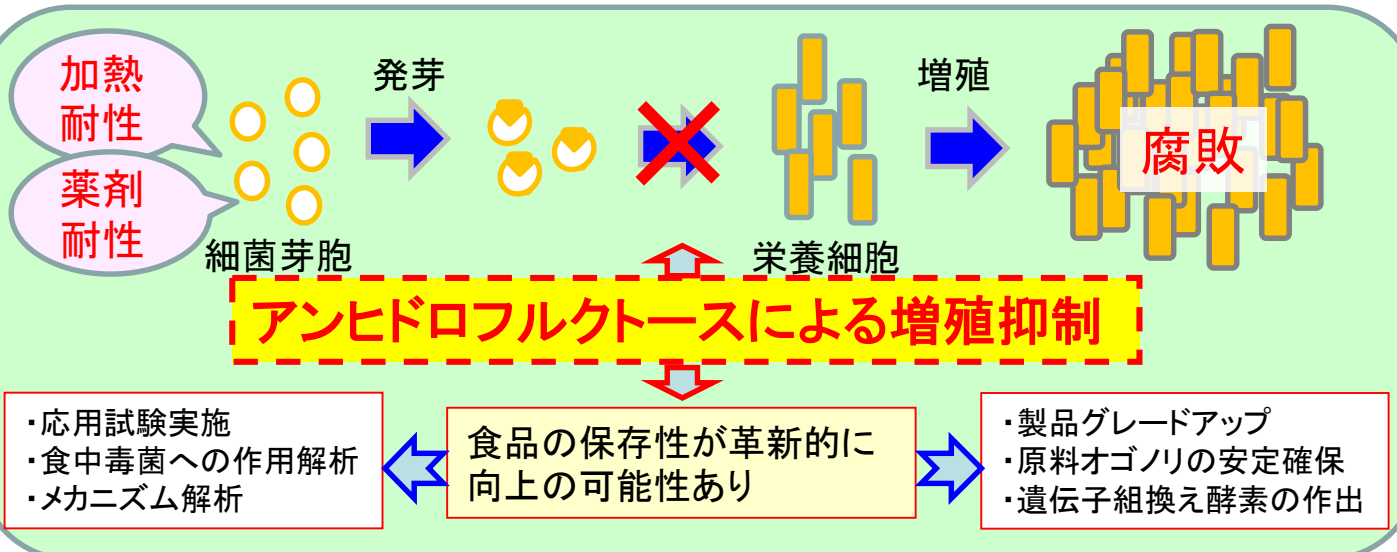 加熱
耐性
薬剤
耐性
発芽
増殖
腐敗
細菌芽胞
栄養細胞
アンヒドロフルクトースによる増殖抑制
・応用試験実施
・食中毒菌への作用解析
・メカニズム解析
食品の保存性が革新的に
向上の可能性あり
・製品グレードアップ
・原料オゴノリの安定確保
・遺伝子組換え酵素の作出